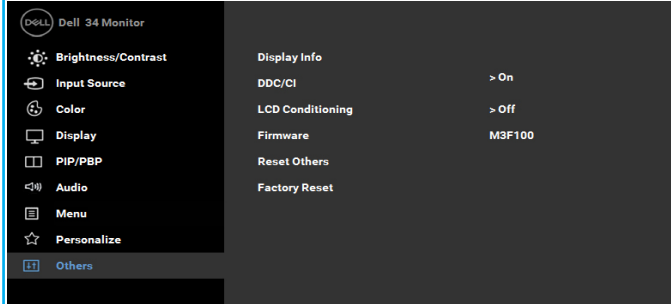 DELL Dell 34 Monitor
Brightness/Contrast
Input Source
Color
Display
PIP/PBP
Audio
Menu
Personalize
Others
Display Info
DDC/CI > On
LCD Conditioning > Off
Firmware M3F100
Reset Others
Factory Reset